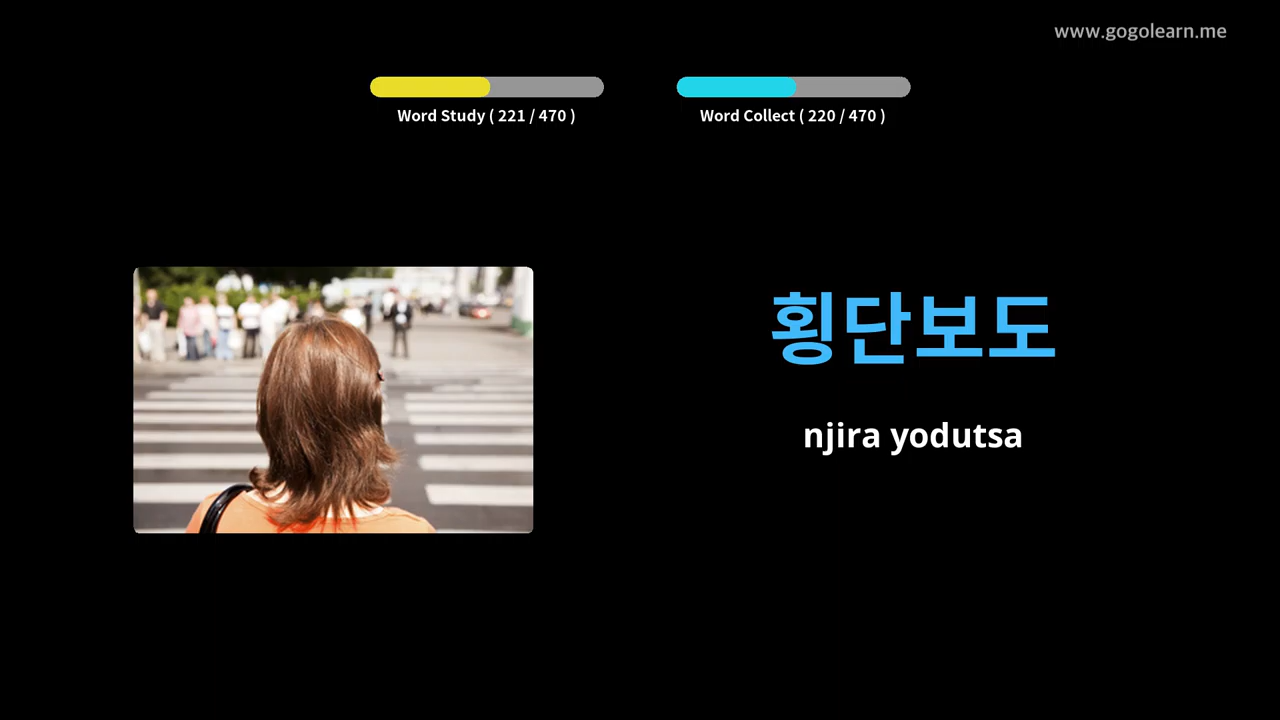 www.gogolearn.me
Word Study ( 221 / 470 )
Word Collect ( 220 / 470 )
횡단보도
njira yodutsa